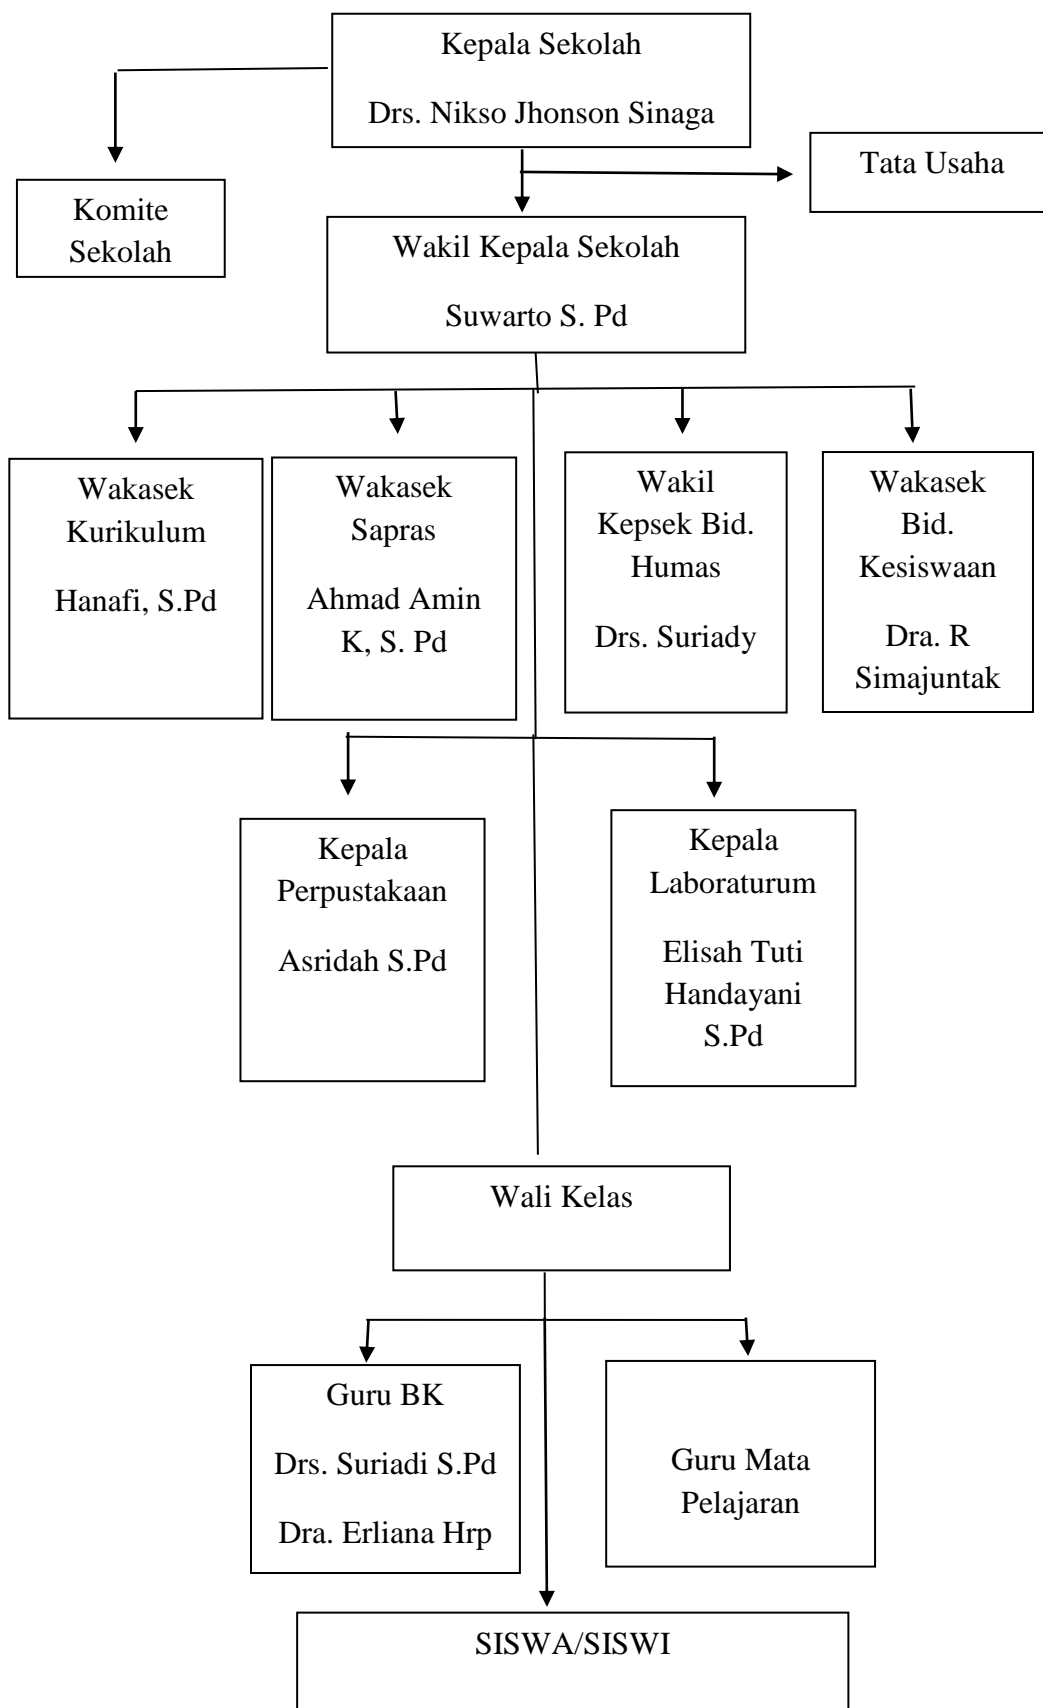 Kepala Sekolah
Drs. Nikso Jhonson Sinaga
Tata Usaha
Komite
Sekolah
Wakil Kepala Sekolah
Suwarto S. Pd
Wakasek
Kurikulum
Hanafi, S.Pd
Wakasek
Sapras
Ahmad Amin
K, S. Pd
Wakil
Kepsek Bid.
Humas
Drs. Suriady
Wakasek
Bid.
Kesiswaan
Dra. R
Simajuntak
Kepala
Perpustakaan
Asridah S.Pd
Kepala
Laboraturum
Elisah Tuti
Handayani
S.Pd
Wali Kelas
Guru BK
Drs. Suriadi S.Pd
Dra. Erliana Hrp
Guru Mata
Pelajaran
SISWA/SISWI